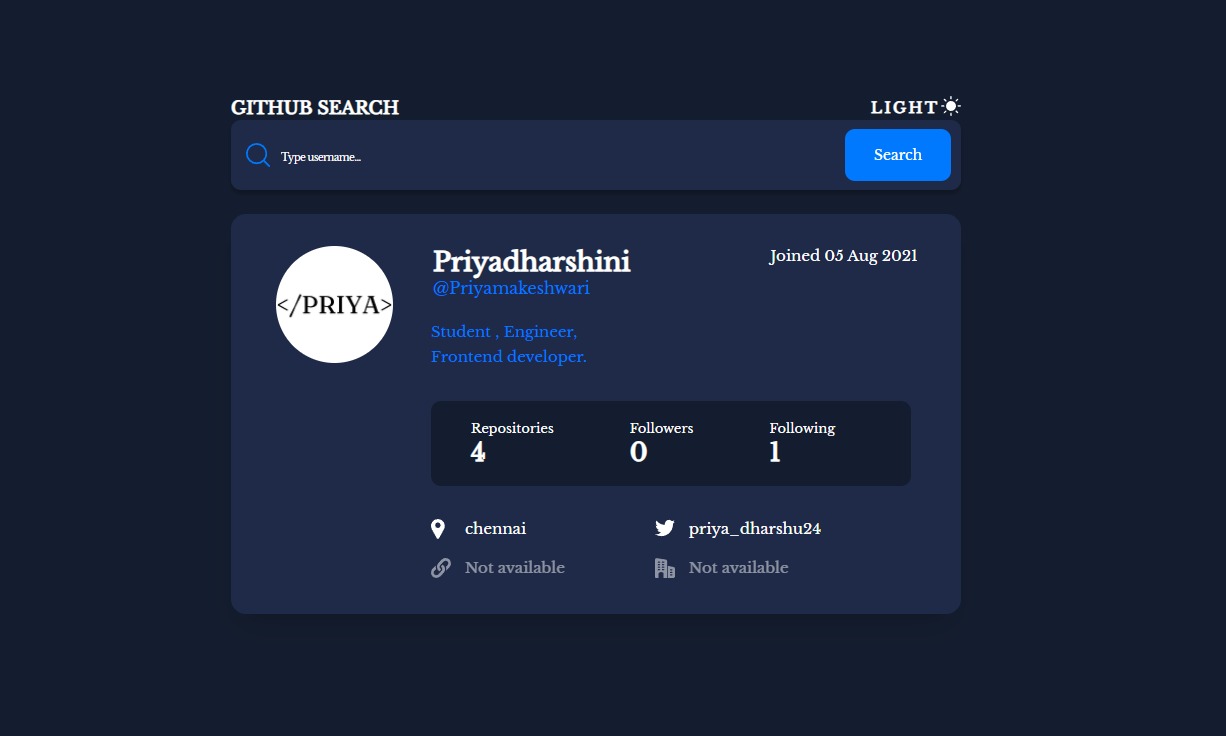 GITHUB SEARCH
LIGHT
Type username...
Search
</PRIYA>
Priyadharshini
Joined 05 Aug 2021
@Priyamakeshwari
Student , Engineer,
Frontend developer.
Repositories
4
Followers
0
Following
1
chennai
priya_dharshu24
Not available
Not available